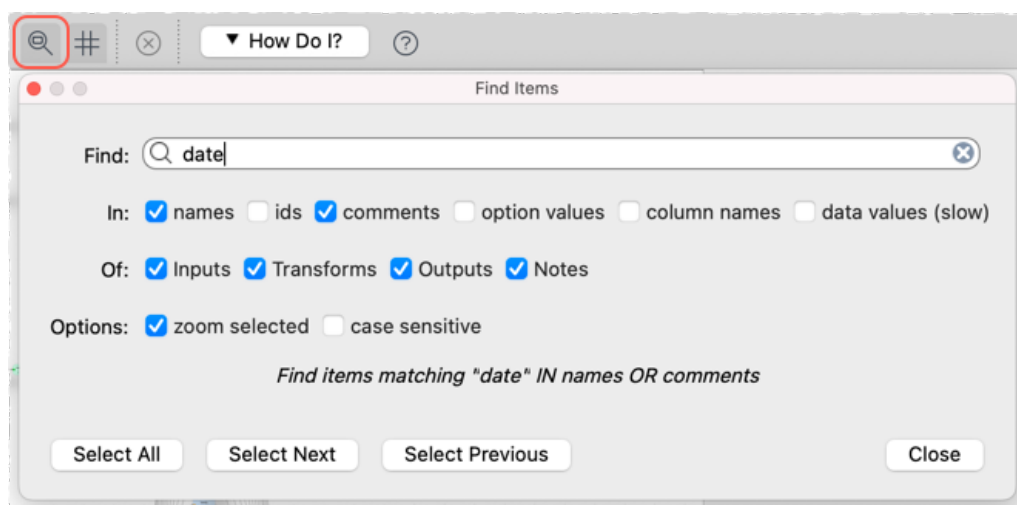 ▼ How Do I?
Find Items
Find: date
In: names ids comments option values column names data values (slow)
Of: Inputs Transforms Outputs Notes
Options: zoom selected case sensitive
Find items matching "date" IN names OR comments
Select All Select Next Select Previous Close